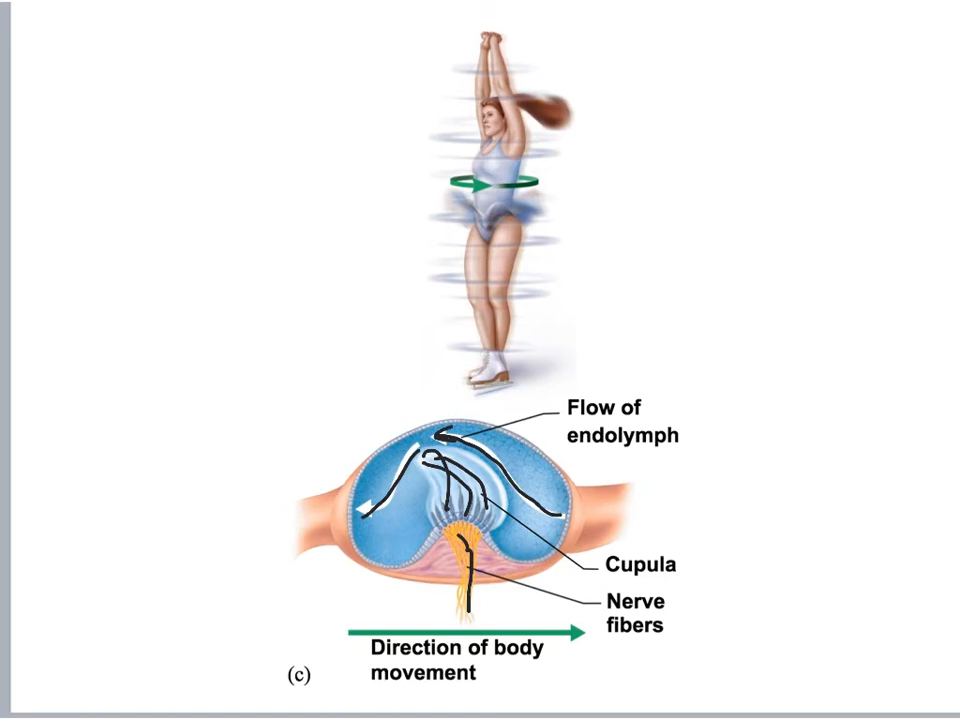 Flow of
endolymph
Cupula
Nerve
fibers
Direction of body
movement
(c)